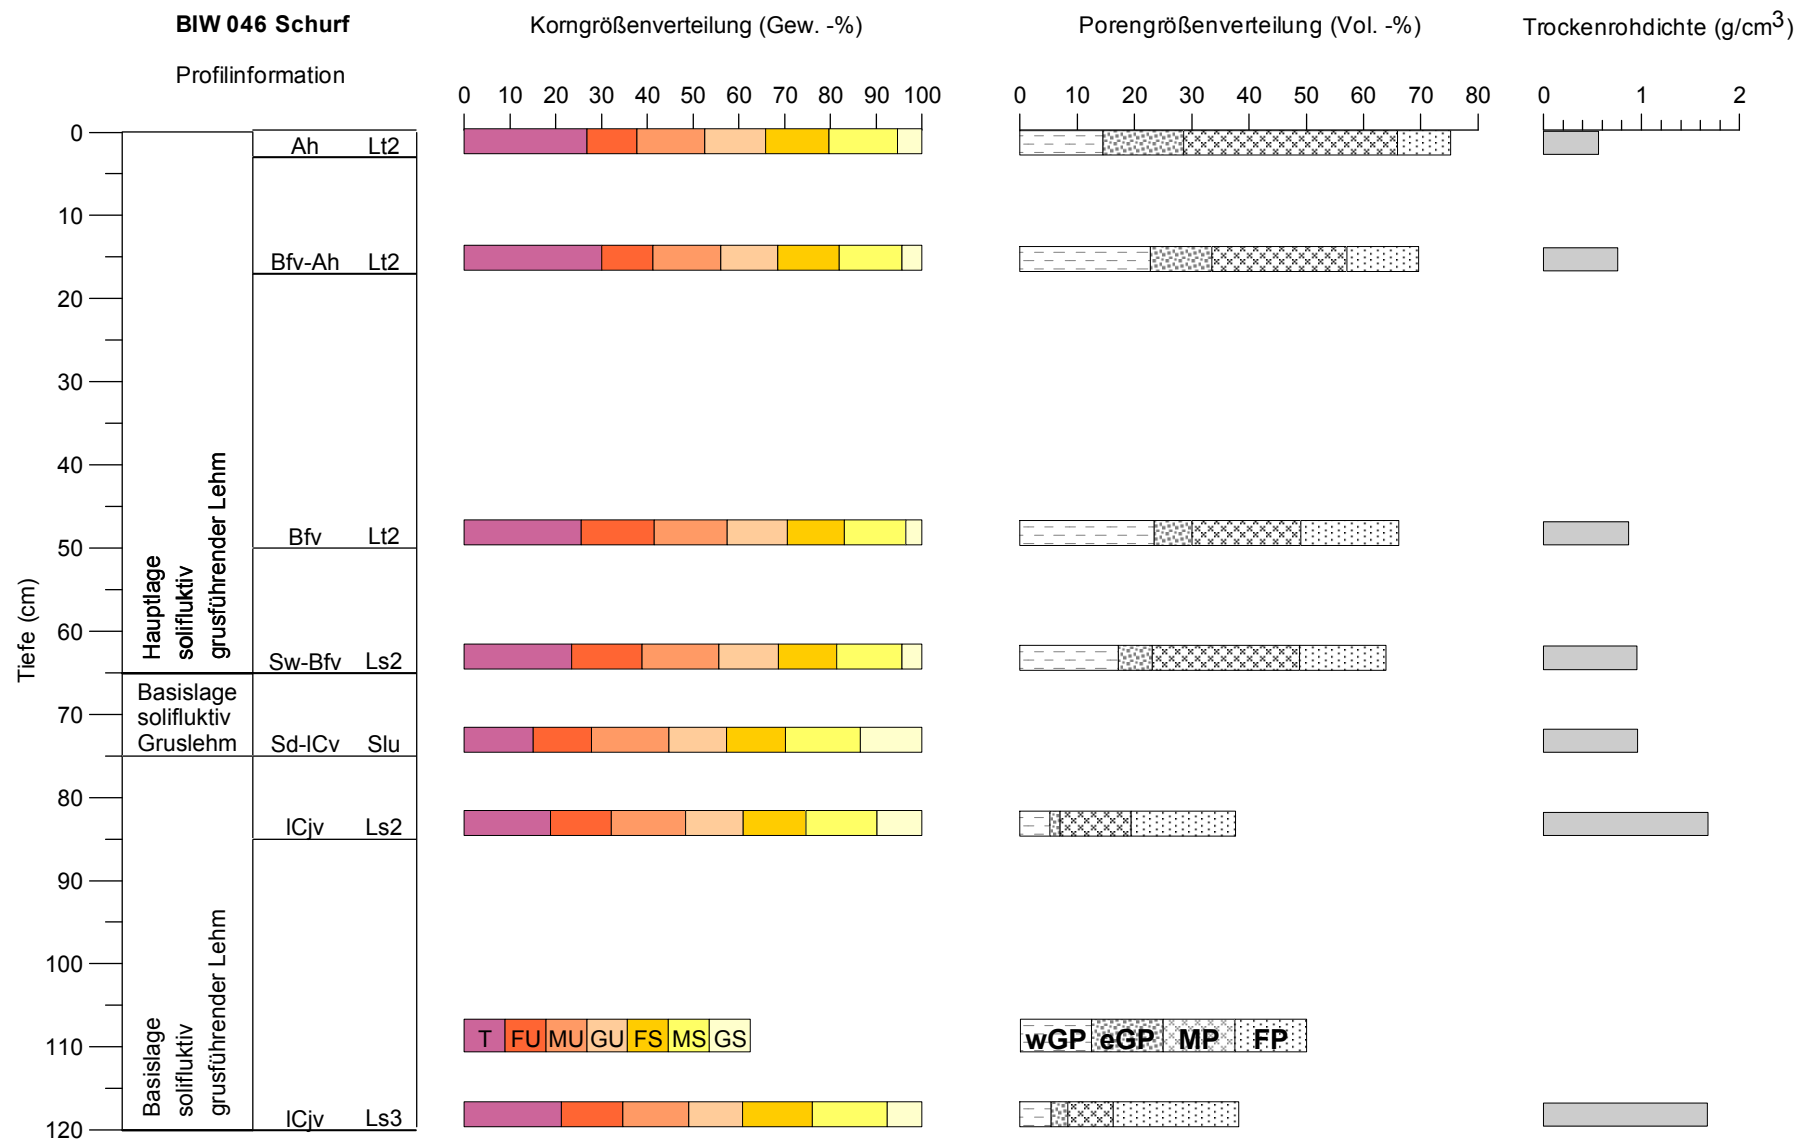 BIW 046 Schurf
Korngrößenverteilung (Gew. -%)
Porengrößenverteilung (Vol. -%)
Trockenrohdichte (g/cm3)
Profilinformation
0 10 20 30 40 50 60 70 80 90 100
0 10 20 30 40 50 60 70 80
0 1 2
Tiefe (cm)
0
10
20
30
40
50
60
70
80
90
100
110
120
Hauptlage
solifluktiv
grusführender Lehm
Basislage
solifluktiv
Gruslehm
Basislage
solifluktiv
grusführender Lehm
Ah Lt2
Bfv-Ah Lt2
Bfv Lt2
Sw-Bfv Ls2
Sd-lCv Slu
lCjv Ls2
lCjv Ls3
T FU MU GU FS MS GS
wGP eGP MP FP